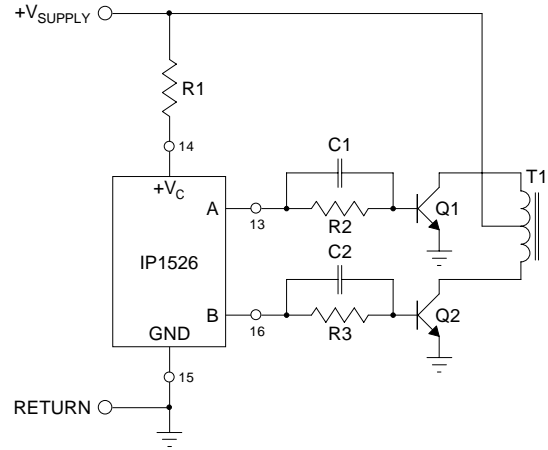 +VSUPPLY
R1
14
+VC
A
13
C1
R2
Q1
T1
IP1526
C2
B
16
R3
Q2
GND
15
RETURN